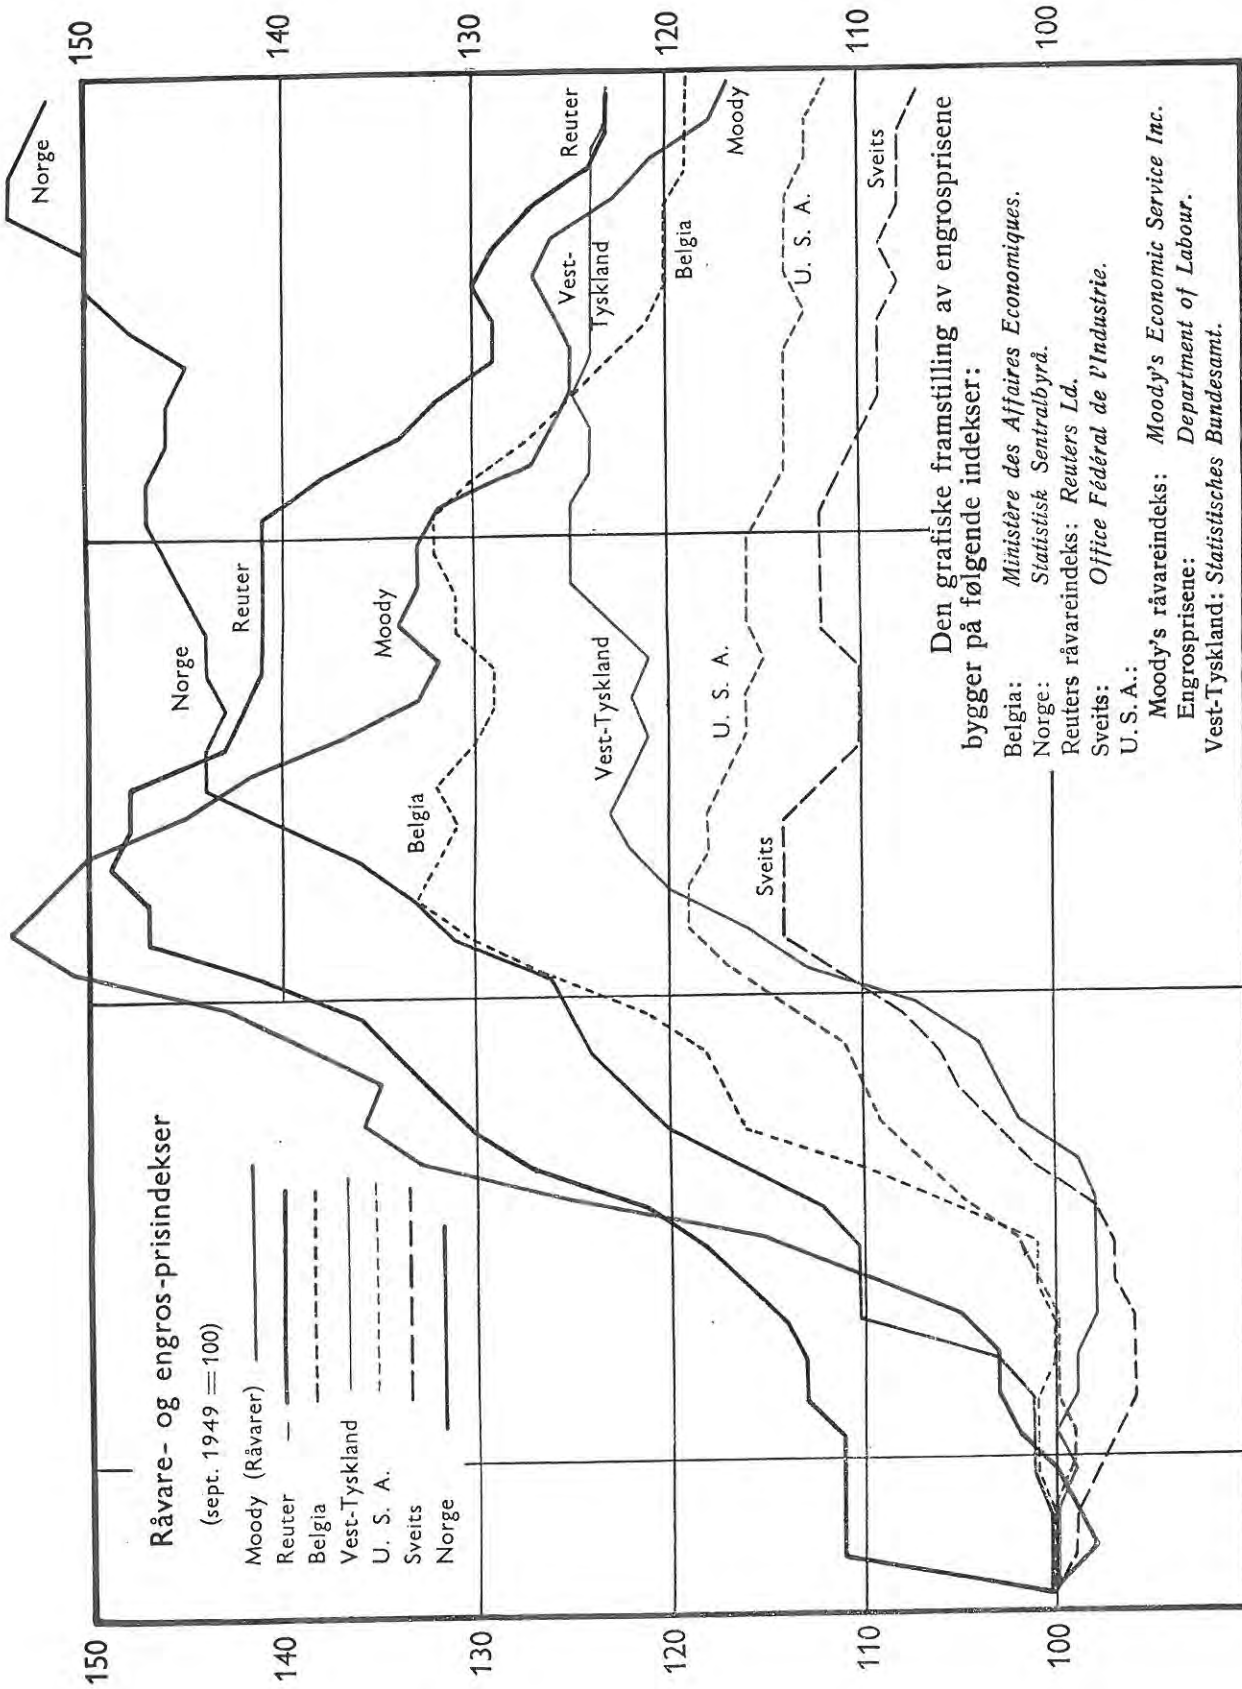 Råvare- og engros-prisindekser
(sept. 1949 = 100)
Moody (Råvarer)
Reuter
Belgia
Vest-Tyskland
U. S. A.
Sveits
Norge
150
140
130
120
110
100
150
140
130
120
110
100
Norge
Reuter
Moody
Belgia
Vest-Tyskland
U. S. A.
Sveits
Norge
Reuter
Vest-
Tyskland
Moody
Belgia
U. S. A.
Sveits
Den grafiske framstilling av engrosprisene
bygger på følgende indekser:
Belgia: Ministère des Affaires Economiques.
Norge: Statistisk Sentralbyrå.
Reuters råvareindeks: Reuters Ld.
Sveits: Office Fédéral de l'Industrie.
U.S.A.:
Moody's råvareindeks: Moody's Economic Service Inc.
Engrosprisene: Department of Labour.
Vest-Tyskland: Statistisches Bundesamt.